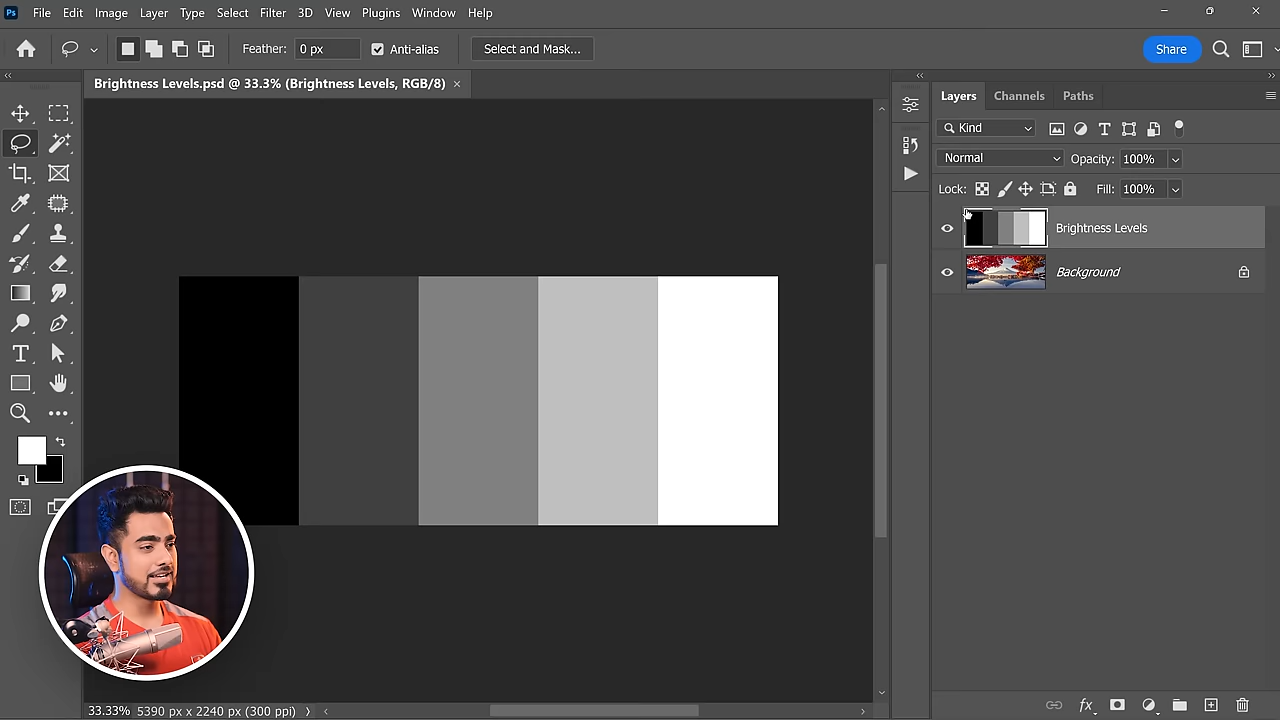 Ps File Edit Image Layer Type Select Filter 3D View Plugins Window Help
Feather: 0 px Anti-alias Select and Mask... Share
Brightness Levels.psd @ 33.3% (Brightness Levels, RGB/8) ×
Layers Channels Paths
Kind
Normal Opacity: 100%
Lock: Fill: 100%
Brightness Levels
Background
33.33% 5390 px x 2240 px (300 ppi)